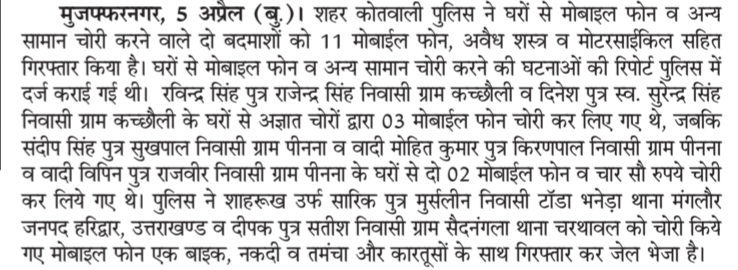 मुजफ्फरनगर, 5 अप्रैल (बु.)। शहर कोतवाली पुलिस ने घरों से मोबाइल फोन व अन्य
सामान चोरी करने वाले दो बदमाशों को 11 मोबाईल फोन, अवैध शस्त्र व मोटरसाईकिल सहित
गिरफ्तार किया है। घरों से मोबाइल फोन व अन्य सामान चोरी करने की घटनाओं की रिपोर्ट पुलिस में
दर्ज कराई गई थी। रविन्द्र सिंह पुत्र राजेन्द्र सिंह निवासी ग्राम कच्छौली व दिनेश पुत्र स्व. सुरेन्द्र सिंह
निवासी ग्राम कच्छौली के घरों से अज्ञात चोरों द्वारा 03 मोबाईल फोन चोरी कर लिए गए थे, जबकि
संदीप सिंह पुत्र सुखपाल निवासी ग्राम पीनना व वादी मोहित कुमार पुत्र किरणपाल निवासी ग्राम पीनना
व वादी विपिन पुत्र राजवीर निवासी ग्राम पीनना के घरों से दो 02 मोबाईल फोन व चार सौ रुपये चोरी
कर लिये गए थे। पुलिस ने शाहरूख उर्फ सारिक पुत्र मुर्सलीन निवासी टॉडा भनेड़ा थाना मंगलौर
जनपद हरिद्वार, उत्तराखण्ड व दीपक पुत्र सतीश निवासी ग्राम सैदनंगला थाना चरथावल को चोरी किये
गए मोबाइल फोन एक बाइक, नकदी व तमंचा और कारतूसों के साथ गिरफ्तार कर जेल भेजा है।